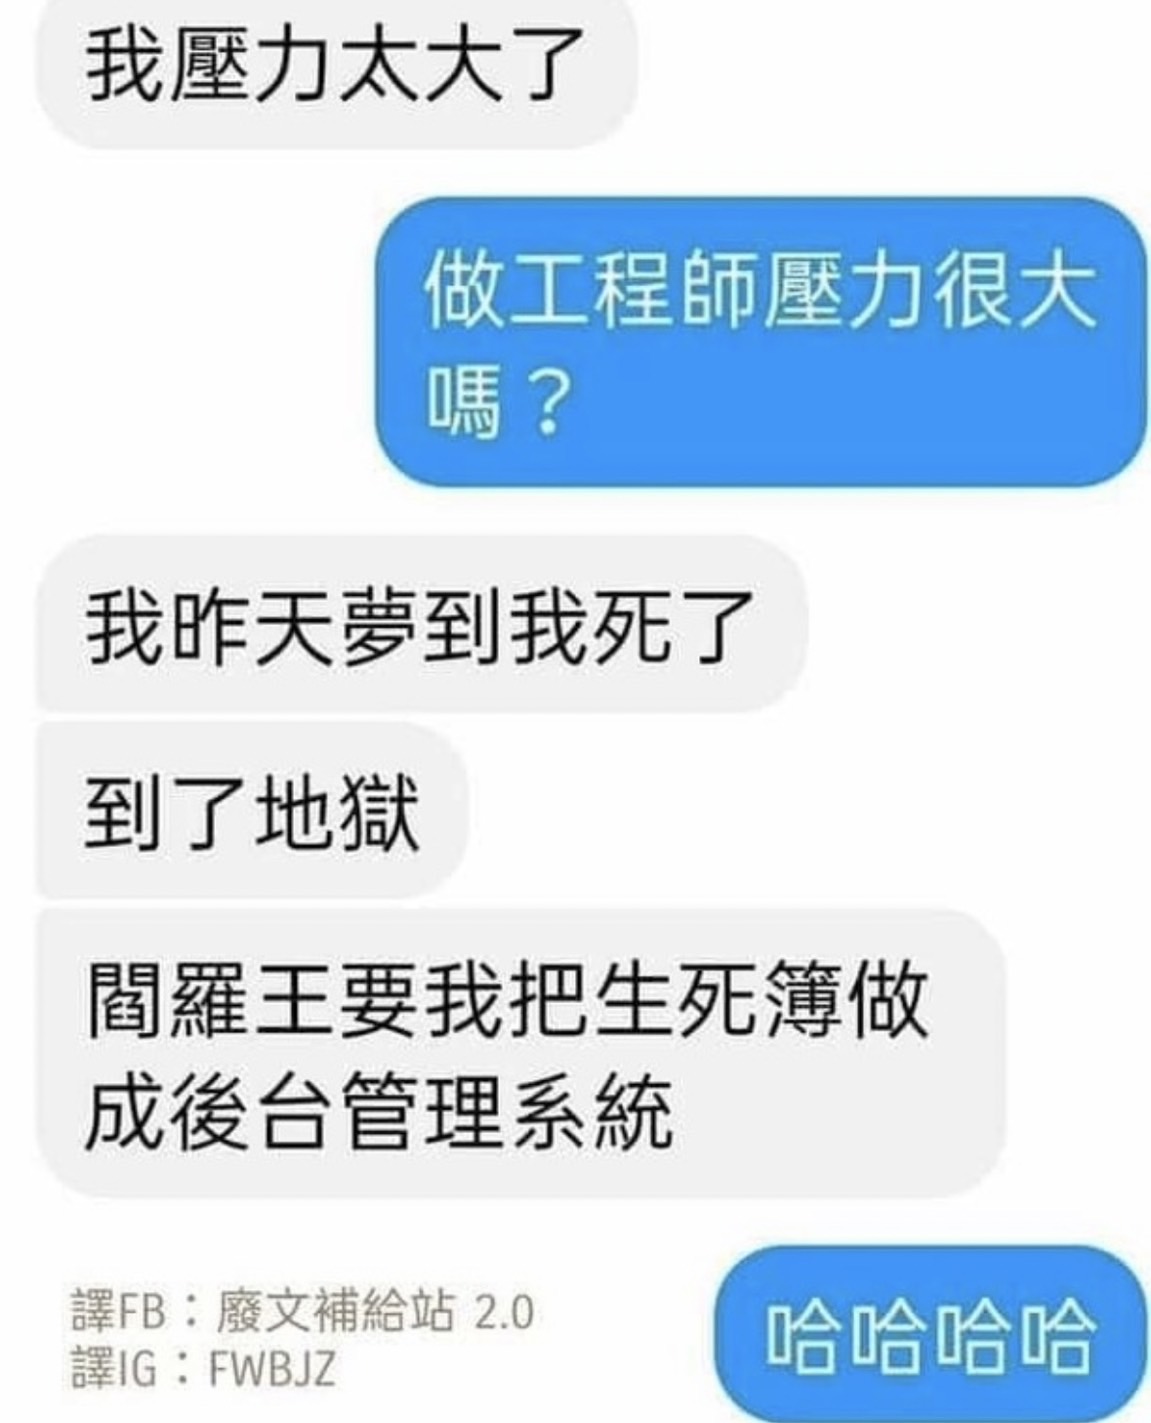 我壓力太大了
做工程師壓力很大
嗎？
我昨天夢到我死了
到了地獄
閻羅王要我把生死簿做
成後台管理系統
哈哈哈哈
譯FB：廢文補給站 2.0
譯IG：FWBJZ